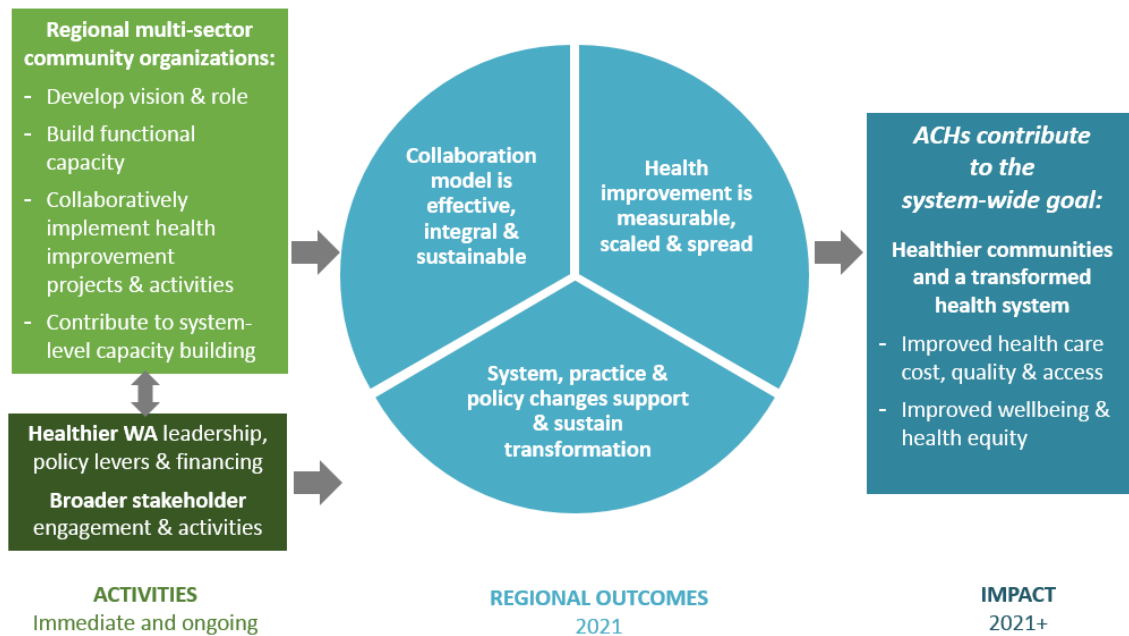 Regional multi-sector
community organizations:
- Develop vision & role
- Build functional
capacity
- Collaboratively
implement health
improvement
projects & activities
- Contribute to system-
level capacity building
Healthier WA leadership,
policy levers & financing
Broader stakeholder
engagement & activities
ACTIVITIES
Immediate and ongoing
Collaboration
model is
effective,
integral &
sustainable
Health
improvement is
measurable,
scaled & spread
System, practice &
policy changes support
& sustain
transformation
REGIONAL OUTCOMES
2021
ACHs contribute
to the
system-wide goal:
Healthier communities
and a transformed
health system
- Improved health care
cost, quality & access
- Improved wellbeing &
health equity
IMPACT
2021+